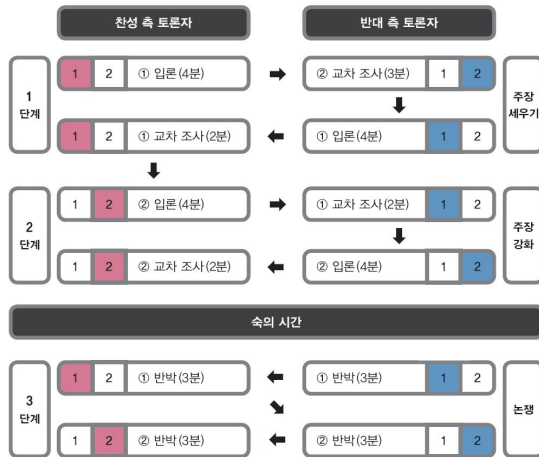 찬성 측 토론자 반대 측 토론자
1 2 ① 입론(4분) ② 교차 조사(3분) 1 2
1
단계
주장
세우기
1 2 ① 교차 조사(2분) ① 입론(4분) 1 2
1 2 ② 입론(4분) ① 교차 조사(2분) 1 2
2
단계
주장
강화
1 2 ② 교차 조사(2분) ② 입론(4분) 1 2
숙의 시간
1 2 ① 반박(3분) ① 반박(3분) 1 2
3
단계
논쟁
1 2 ② 반박(3분) ② 반박(3분) 1 2